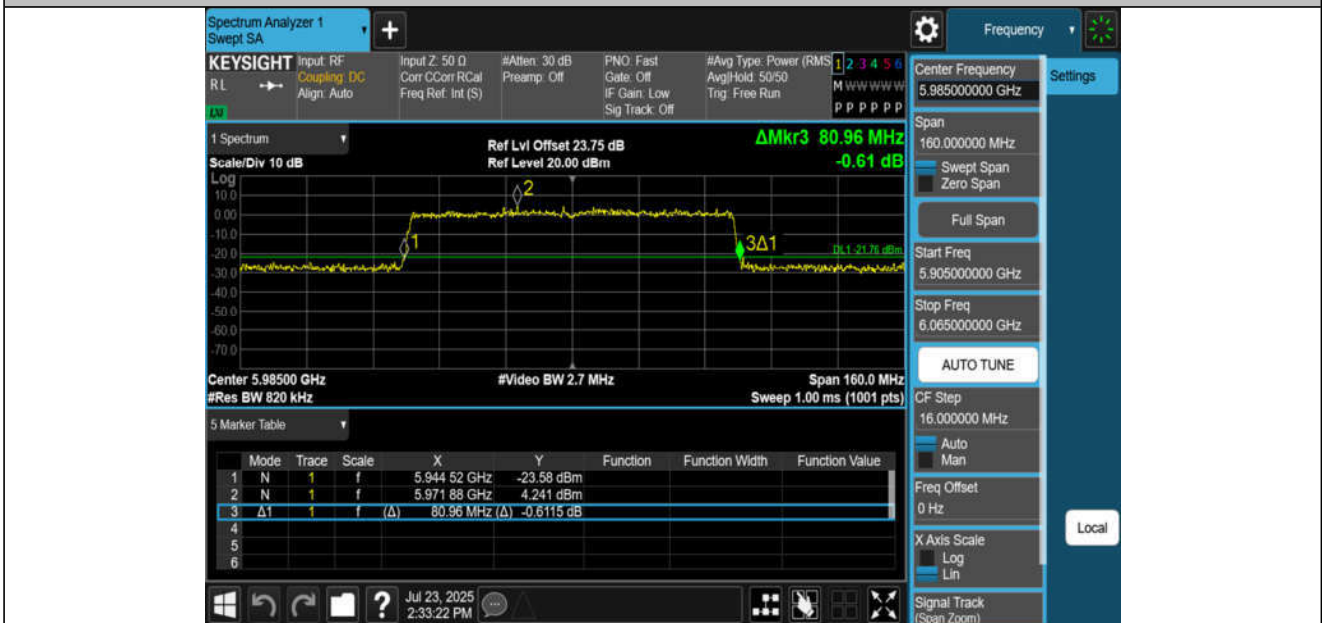 Spectrum Analyzer 1
Swept SA
+
Frequency
KEYSIGHT
RL
Input: RF
Coupling: DC
Align: Auto
Input Z: 50 Ω
Corr CCorr RCal
Freq Ref: Int (S)
#Atten: 30 dB
Preamp: Off
PNO: Fast
Gate: Off
IF Gain: Low
Sig Track: Off
#Avg Type: Power (RMS
Avg|Hold: 50/50
Trig: Free Run
1 2 3 4 5 6
M W W W W W
P P P P P P
1 Spectrum
Scale/Div 10 dB
Ref Lvl Offset 23.75 dB
Ref Level 20.00 dBm
ΔMkr3 80.96 MHz
-0.61 dB
Log
10.0
0.00
-10.0
-20.0
-30.0
-40.0
-50.0
-60.0
-70.0
2
1
3Δ1
DL1 -21.76 dBm
Center 5.98500 GHz
#Res BW 820 kHz
#Video BW 2.7 MHz
Span 160.0 MHz
Sweep 1.00 ms (1001 pts)
5 Marker Table
Mode Trace Scale X Y Function Function Width Function Value
1 N 1 f 5.944 52 GHz -23.58 dBm
2 N 1 f 5.971 88 GHz 4.241 dBm
3 Δ1 1 f (Δ) 80.96 MHz (Δ) -0.6115 dB
4
5
6
?
Jul 23, 2025
2:33:22 PM
Center Frequency
5.985000000 GHz
Settings
Span
160.000000 MHz
Swept Span
Zero Span
Full Span
Start Freq
5.905000000 GHz
Stop Freq
6.065000000 GHz
AUTO TUNE
CF Step
16.000000 MHz
Auto
Man
Freq Offset
0 Hz
X Axis Scale
Log
Lin
Signal Track
(Span Zoom)
Local